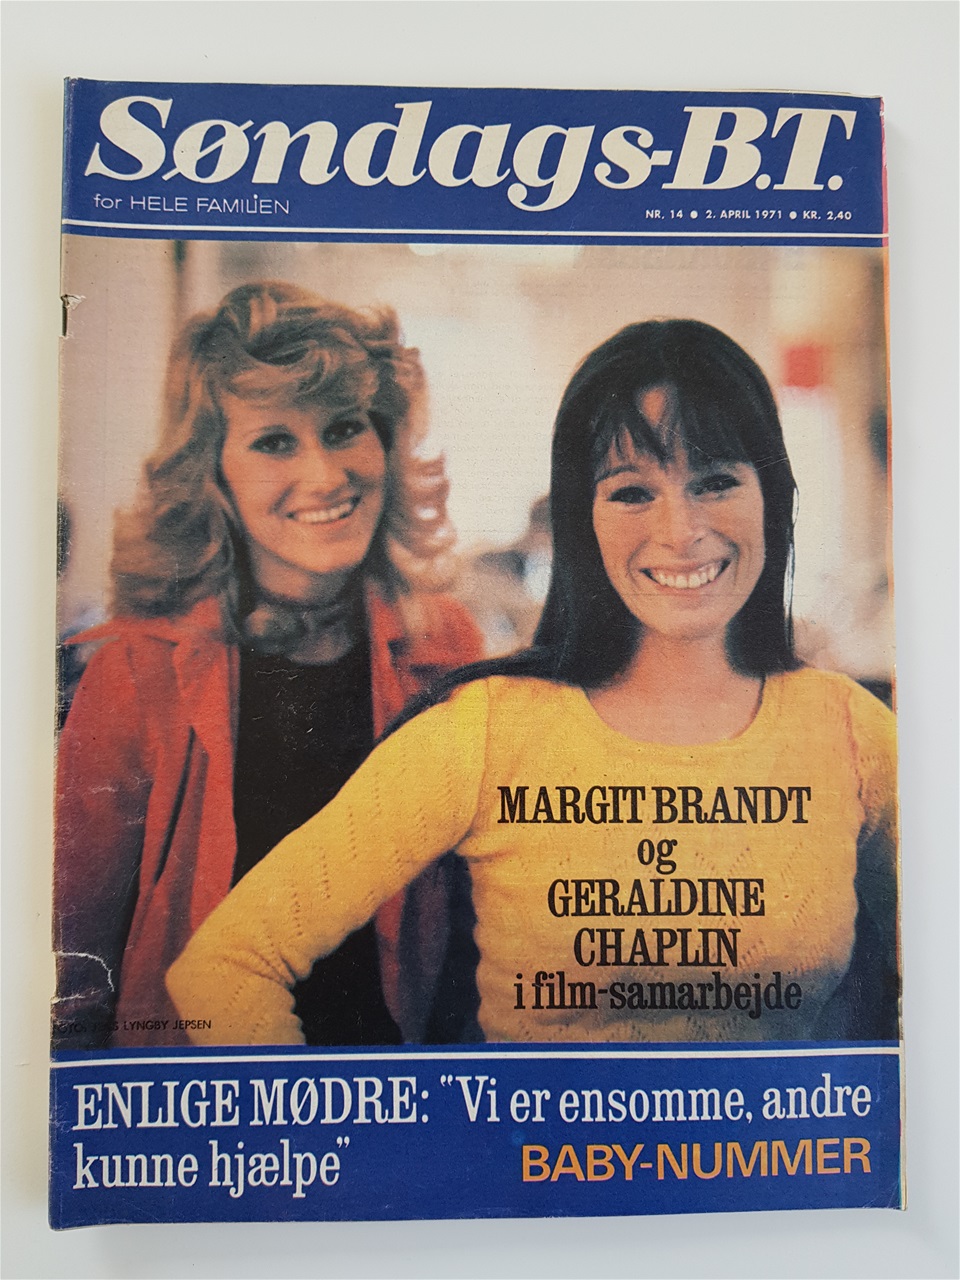 Søndags-B.T.
for HELE FAMILIEN
NR. 14 ● 2. APRIL 1971 ● KR. 2,40
MARGIT BRANDT
og
GERALDINE
CHAPLIN
i film-samarbejde
LYNGBY JEPSEN
ENLIGE MØDRE: "Vi er ensomme, andre
kunne hjælpe"
BABY-NUMMER